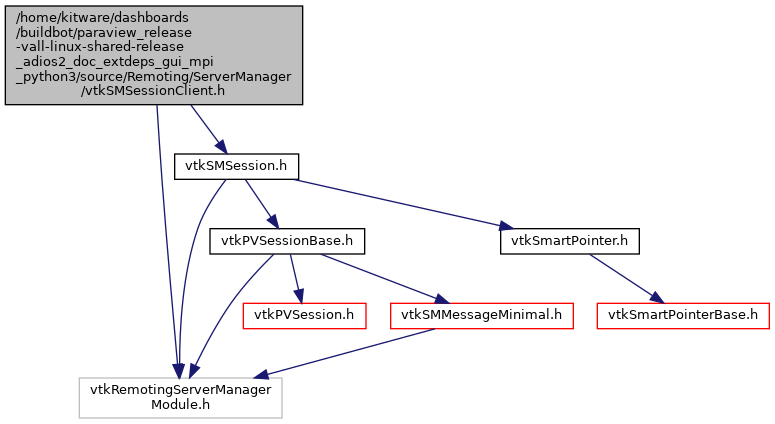 /home/kitware/dashboards
/buildbot/paraview_release
-vall-linux-shared-release
_adios2_doc_extdeps_gui_mpi
_python3/source/Remoting/ServerManager
/vtkSMSessionClient.h
vtkSMSession.h
vtkPVSessionBase.h
vtkSmartPointer.h
vtkPVSession.h
vtkSMMessageMinimal.h
vtkSmartPointerBase.h
vtkRemotingServerManager
Module.h